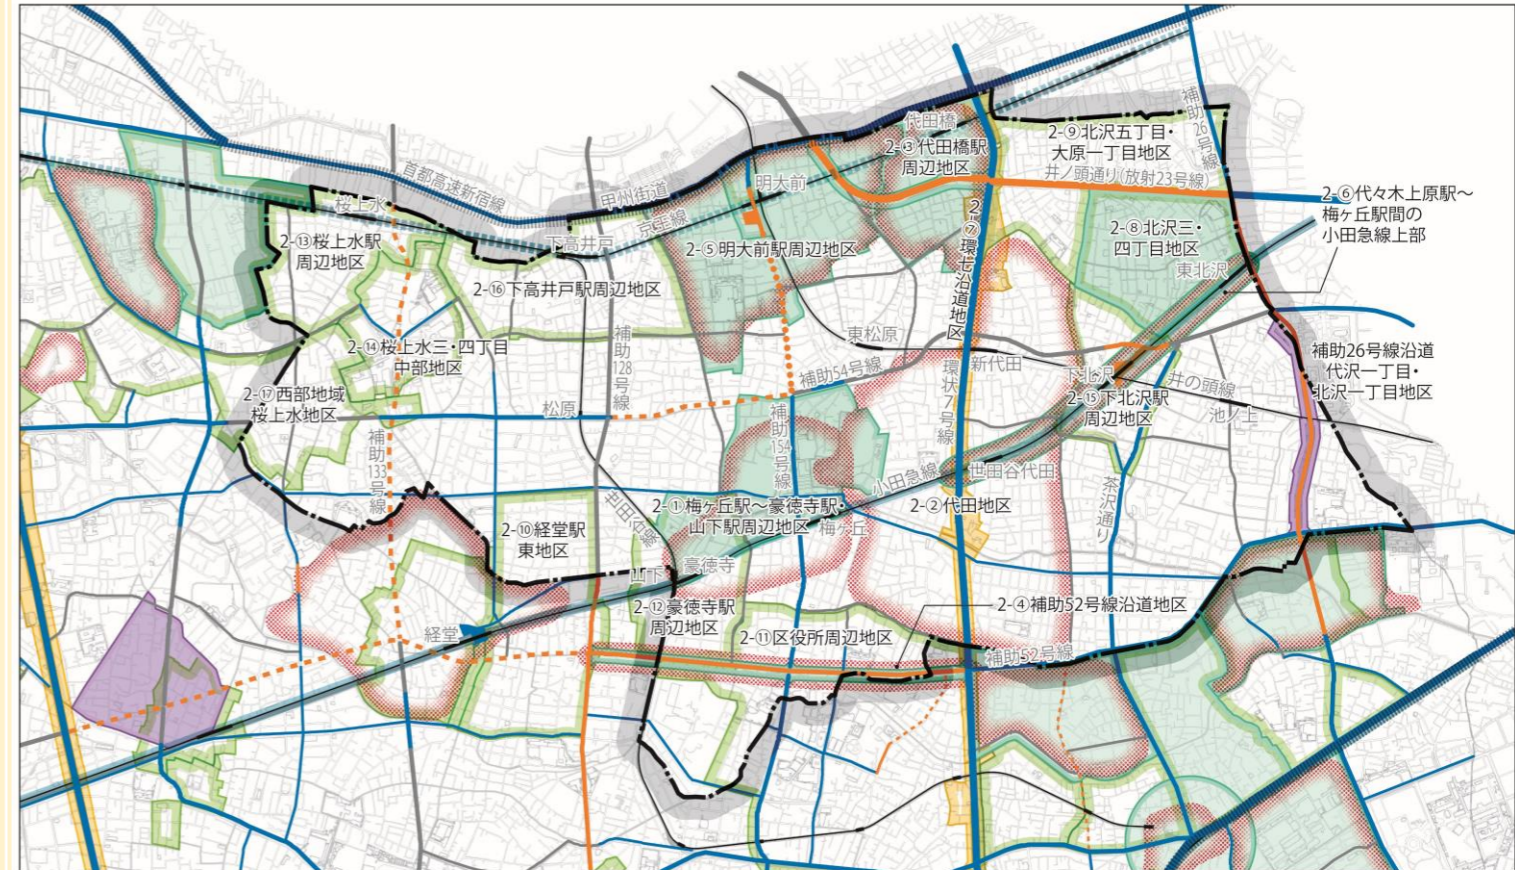 補助26号線
代田橋
2-③代田橋駅
周辺地区
2-⑨北沢五丁目・
大原一丁目地区
井ノ頭通り(放射23号線)
首都高速新宿線
甲州街道
京王線
明大前
桜上水
下高井戸
2-⑥代々木上原駅～
梅ヶ丘駅間の
小田急線上部
2-⑬桜上水駅
周辺地区
2-⑤明大前駅周辺地区
2-⑦環七沿道地区
2-⑧北沢三・
四丁目地区
東北沢
2-⑯下高井戸駅周辺地区
2-⑭桜上水三・四丁目
中部地区
補助128号線
東松原
補助54号線
新代田
環状7号線
下北沢
井の頭線
池ノ上
2-⑮下北沢駅
周辺地区
補助26号線沿道
代沢一丁目・
北沢一丁目地区
2-⑰西部地域
桜上水地区
松原
補助133号線
補助154号線
小田急線
世田谷代田
茶沢通り
2-⑩経堂駅
東地区
世田谷線
2-①梅ヶ丘駅～豪徳寺駅・
山下駅周辺地区
梅ヶ丘
2-②代田地区
山下
豪徳寺
経堂
2-⑫豪徳寺駅
周辺地区
2-⑪区役所周辺地区
2-④補助52号線沿道地区
補助52号線